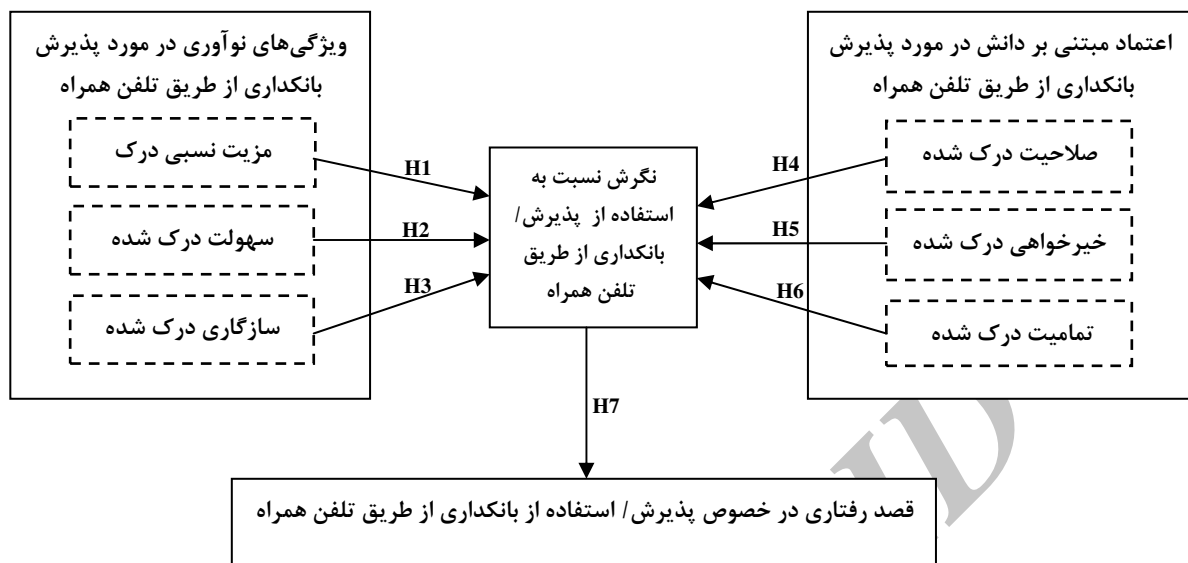 اعتماد مبتنی بر دانش در مورد پذیرش
بانکداری از طریق تلفن همراه
صلاحیت درک شده
خیرخواهی درک شده
تمامیت درک شده
H4
H5
H6
ویژگی‌های نوآوری در مورد پذیرش
بانکداری از طریق تلفن همراه
مزیت نسبی درک
سهولت درک شده
سازگاری درک شده
H1
H2
H3
نگرش نسبت به
استفاده از پذیرش/
بانکداری از طریق
تلفن همراه
H7
قصد رفتاری در خصوص پذیرش/ استفاده از بانکداری از طریق تلفن همراه